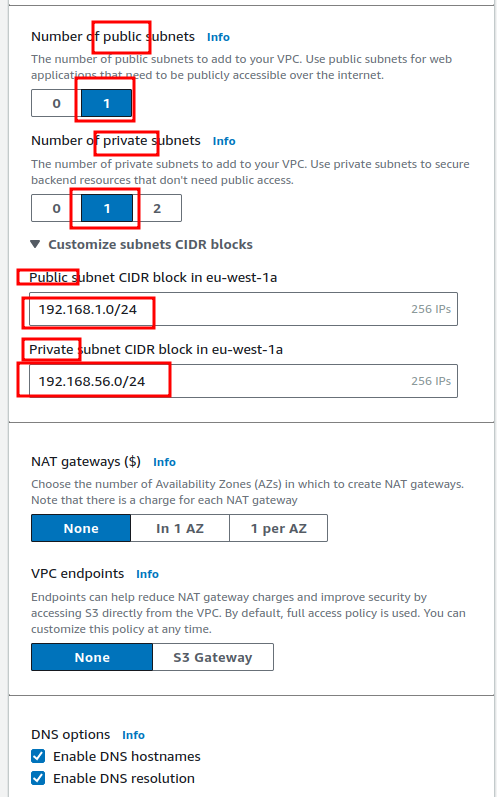 Number of public subnets Info
The number of public subnets to add to your VPC. Use public subnets for web
applications that need to be publicly accessible over the internet.
0 1
Number of private subnets Info
The number of private subnets to add to your VPC. Use private subnets to secure
backend resources that don't need public access.
0 1 2
Customize subnets CIDR blocks
Public subnet CIDR block in eu-west-1a
192.168.1.0/24 256 IPs
Private subnet CIDR block in eu-west-1a
192.168.56.0/24 256 IPs
NAT gateways ($) Info
Choose the number of Availability Zones (AZs) in which to create NAT gateways.
Note that there is a charge for each NAT gateway
None In 1 AZ 1 per AZ
VPC endpoints Info
Endpoints can help reduce NAT gateway charges and improve security by
accessing S3 directly from the VPC. By default, full access policy is used. You can
customize this policy at any time.
None S3 Gateway
DNS options Info
Enable DNS hostnames
Enable DNS resolution